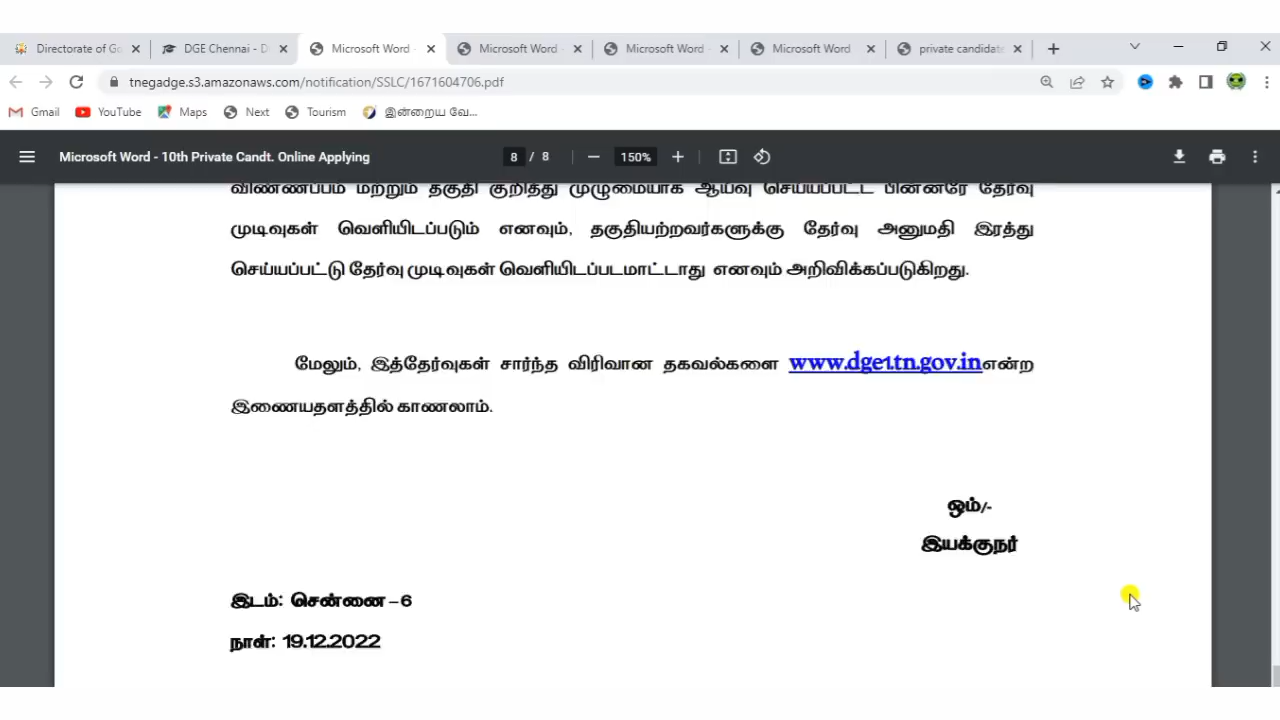 Directorate of Go
DGE Chennai - D
Microsoft Word -
Microsoft Word -
Microsoft Word -
Microsoft Word
private candidate
tnegadge.s3.amazonaws.com/notification/SSLC/1671604706.pdf
Gmail YouTube Maps Next Tourism இன்றைய வே...
Microsoft Word - 10th Private Candt. Online Applying 8 / 8 150%
விண்ணப்பம் மற்றும் தகுதி குறித்து முழுமையாக ஆய்வு செய்யப்பட்ட பின்னரே தேர்வு
முடிவுகள் வெளியிடப்படும் எனவும், தகுதியற்றவர்களுக்கு தேர்வு அனுமதி இரத்து
செய்யப்பட்டு தேர்வு முடிவுகள் வெளியிடப்படமாட்டாது எனவும் அறிவிக்கப்படுகிறது.
மேலும், இத்தேர்வுகள் சார்ந்த விரிவான தகவல்களை www.dge1.tn.gov.in என்ற
இணையதளத்தில் காணலாம்.
ஒம்/-
இயக்குநர்
இடம்: சென்னை – 6
நாள்: 19.12.2022